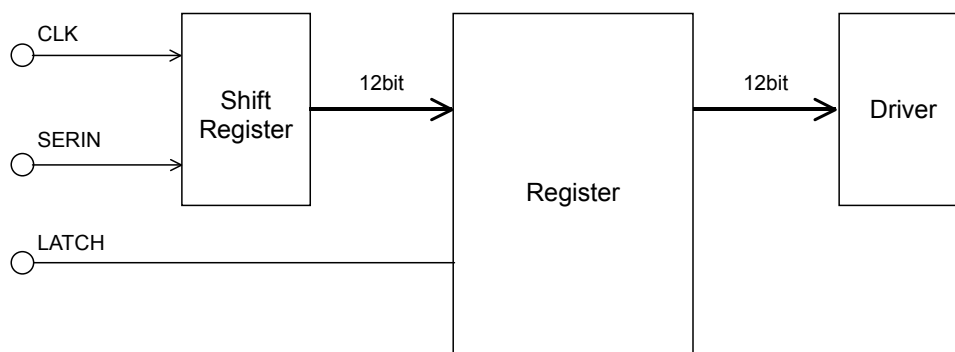 CLK
SERIN
LATCH
Shift
Register
12bit
Register
12bit
Driver